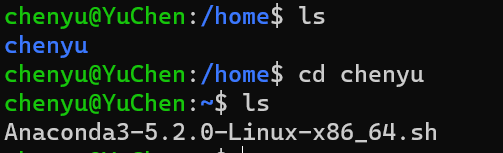 chenyu@YuChen:/home$ ls
chenyu
chenyu@YuChen:/home$ cd chenyu
chenyu@YuChen:~$ ls
Anaconda3-5.2.0-Linux-x86_64.sh